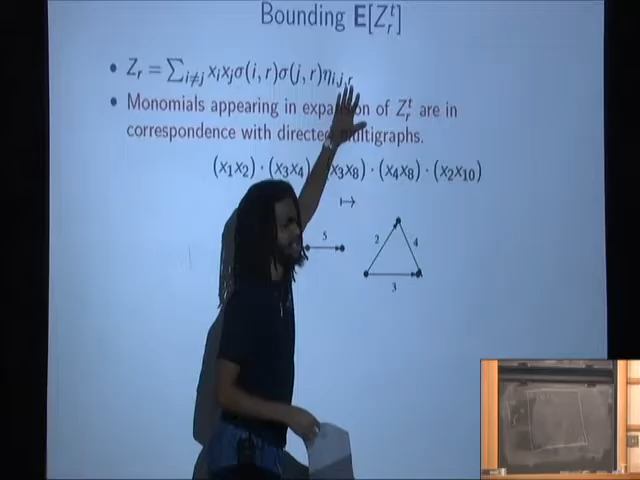 Bounding E[Z_r^t]
• Z_r = ∑_{i≠j} x_i x_j σ(i, r)σ(j, r)η_{i,j,r}
• Monomials appearing in of Z_r^t are in
correspondence with directed multigraphs.
(x_1x_2) · (x_3x_4) x_3x_8) · (x_4x_8) · (x_2x_10)
↦
5
2
4
3